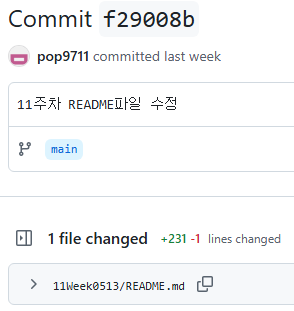 Commit f29008b
pop9711 committed last week
11주차 README파일 수정
main
1 file changed +231 -1 lines changed
11Week0513/README.md